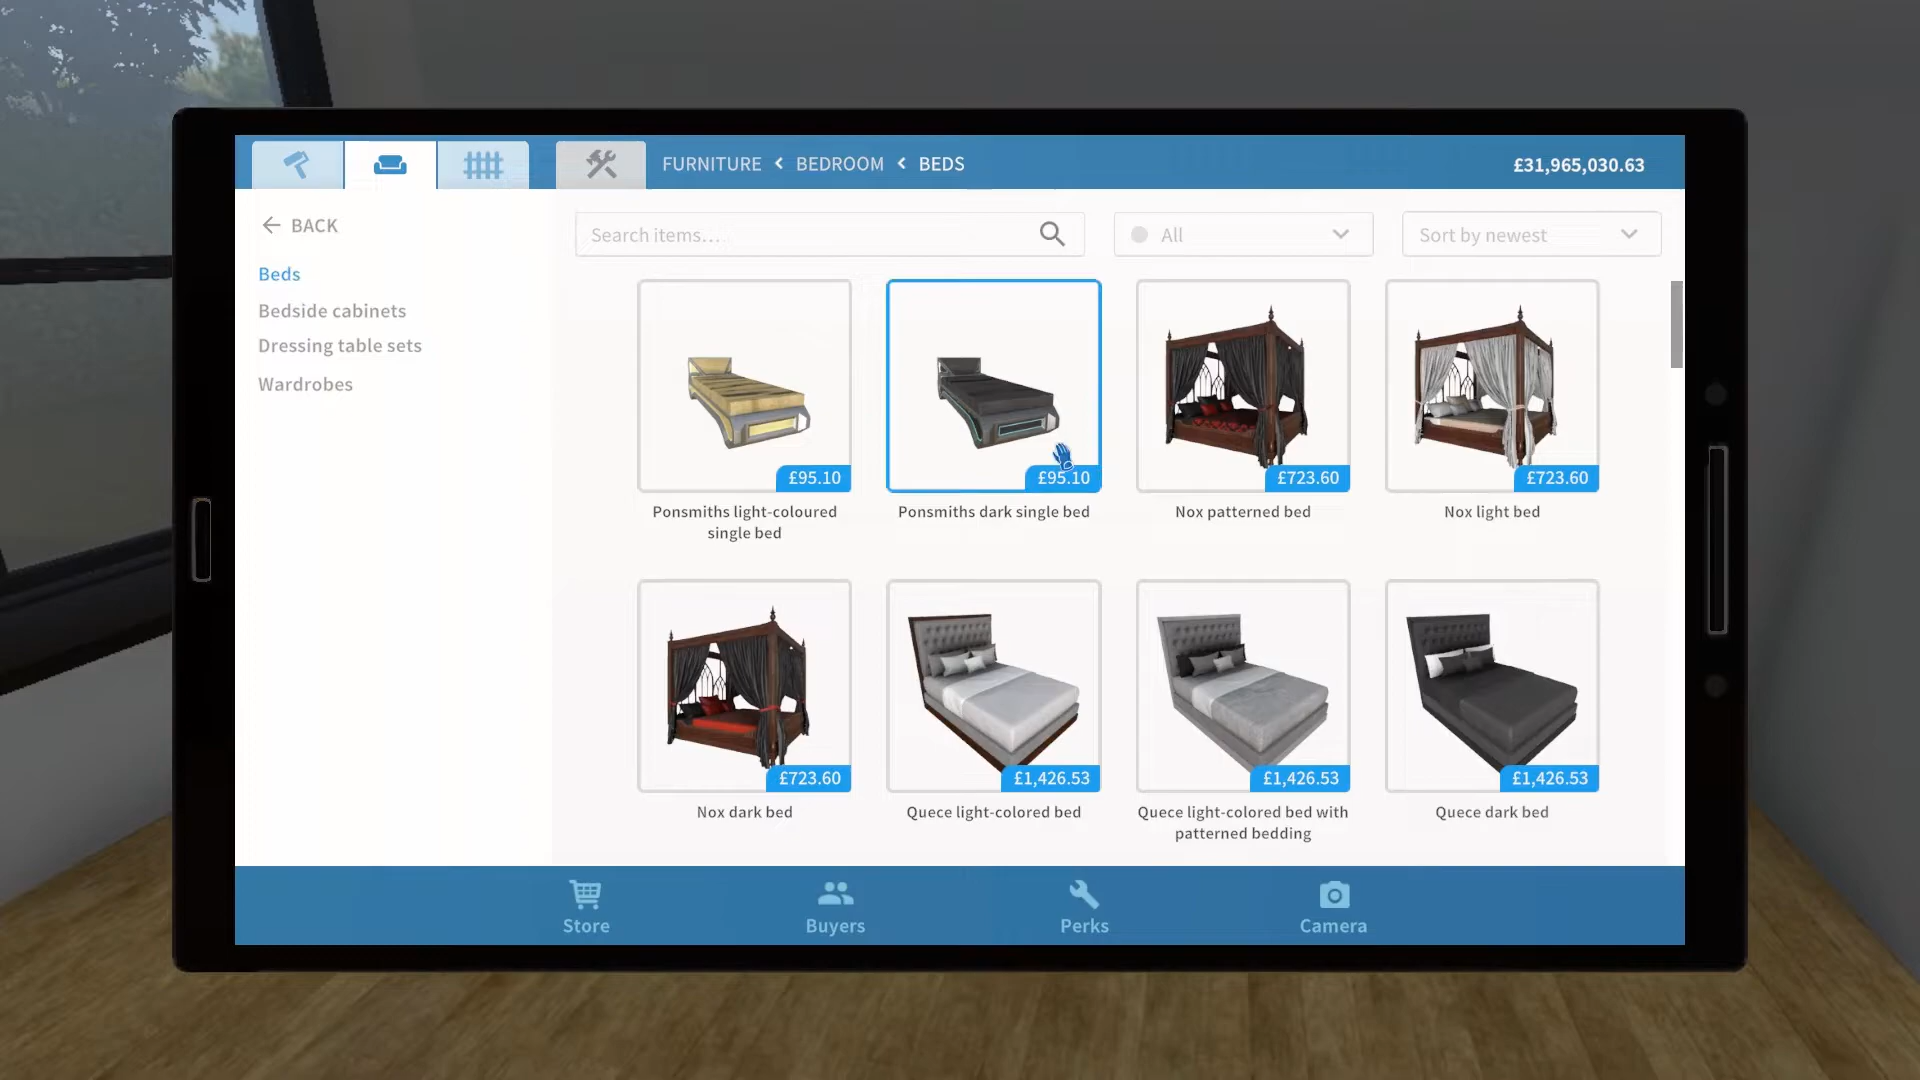 FURNITURE < BEDROOM < BEDS
£31,965,030.63
BACK
Search items...
All
Sort by newest
Beds
Bedside cabinets
Dressing table sets
Wardrobes
£95.10
£95.10
£723.60
£723.60
Ponsmiths light-coloured
single bed
Ponsmiths dark single bed
Nox patterned bed
Nox light bed
£723.60
£1,426.53
£1,426.53
£1,426.53
Nox dark bed
Quece light-colored bed
Quece light-colored bed with
patterned bedding
Quece dark bed
Store
Buyers
Perks
Camera